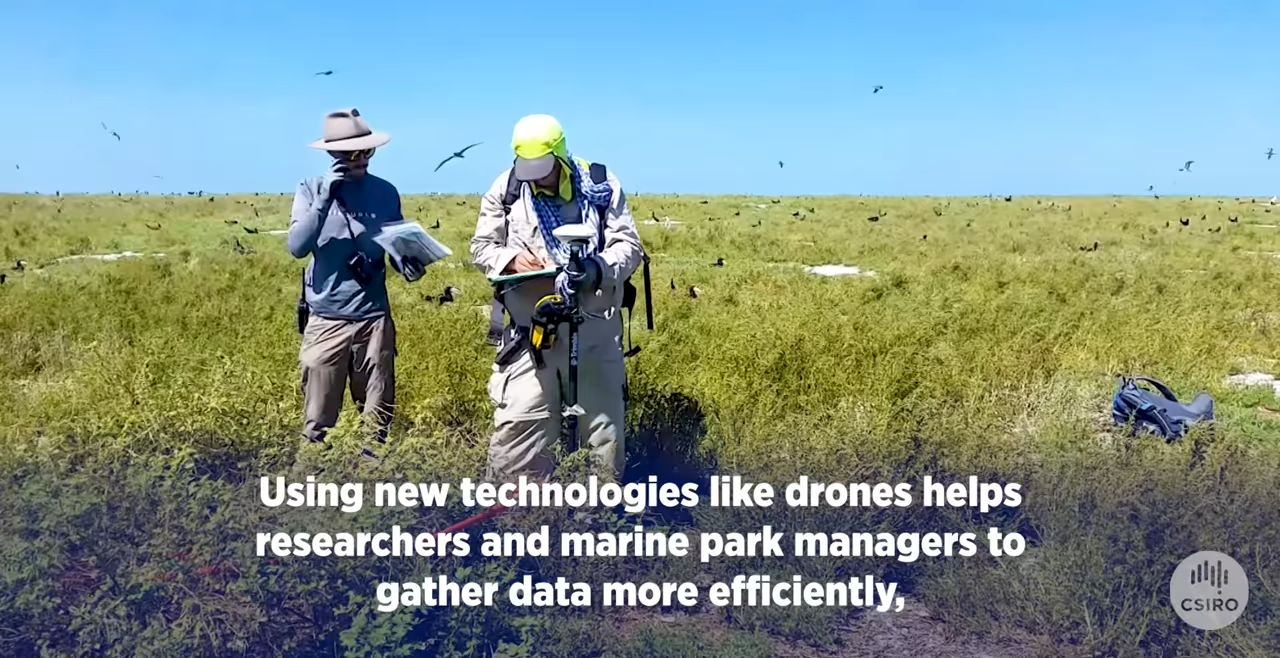 Using new technologies like drones helps
researchers and marine park managers to
gather data more efficiently,
CSIRO